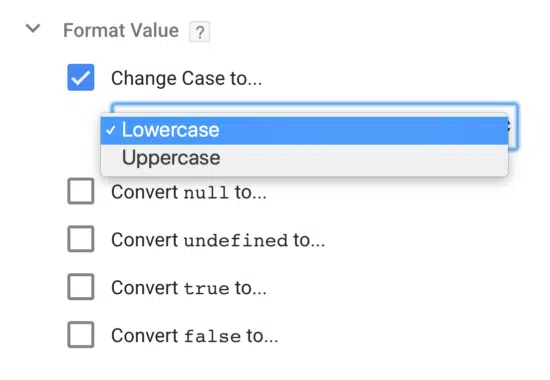 Format Value ?
Change Case to...
✓ Lowercase
Uppercase
Convert null to...
Convert undefined to...
Convert true to...
Convert false to...